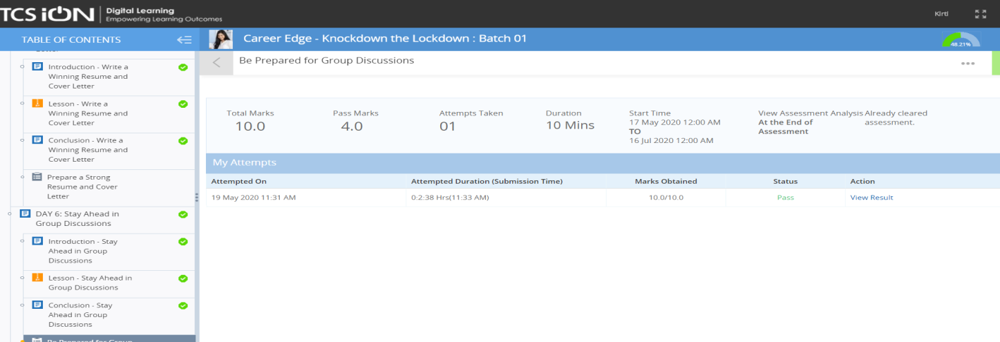 TCS iON
Digital Learning
Empowering Learning Outcomes
Kirti
TABLE OF CONTENTS
Career Edge - Knockdown the Lockdown : Batch 01
48.21%
Letter
Introduction - Write a
Winning Resume and
Cover Letter
Lesson - Write a
Winning Resume and
Cover Letter
Conclusion - Write a
Winning Resume and
Cover Letter
Prepare a Strong
Resume and Cover
Letter
DAY 6: Stay Ahead in
Group Discussions
Introduction - Stay
Ahead in Group
Discussions
Lesson - Stay Ahead in
Group Discussions
Conclusion - Stay
Ahead in Group
Discussions
Be Prepared for Group
Be Prepared for Group Discussions
Total Marks
10.0
Pass Marks
4.0
Attempts Taken
01
Duration
10 Mins
Start Time
17 May 2020 12:00 AM
TO
16 Jul 2020 12:00 AM
View Assessment Analysis
At the End of
Assessment
Already cleared
assessment.
My Attempts
Attempted On Attempted Duration (Submission Time) Marks Obtained Status Action
19 May 2020 11:31 AM 0:2:38 Hrs(11:33 AM) 10.0/10.0 Pass View Result